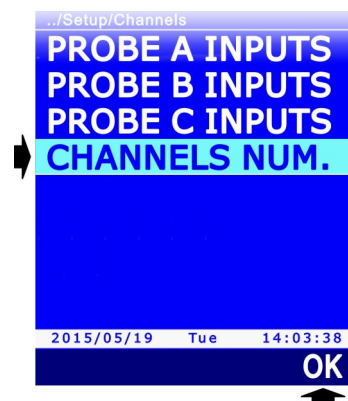 ../Setup/Channels
PROBE A INPUTS
PROBE B INPUTS
PROBE C INPUTS
CHANNELS NUM.
2015/05/19 Tue 14:03:38
OK